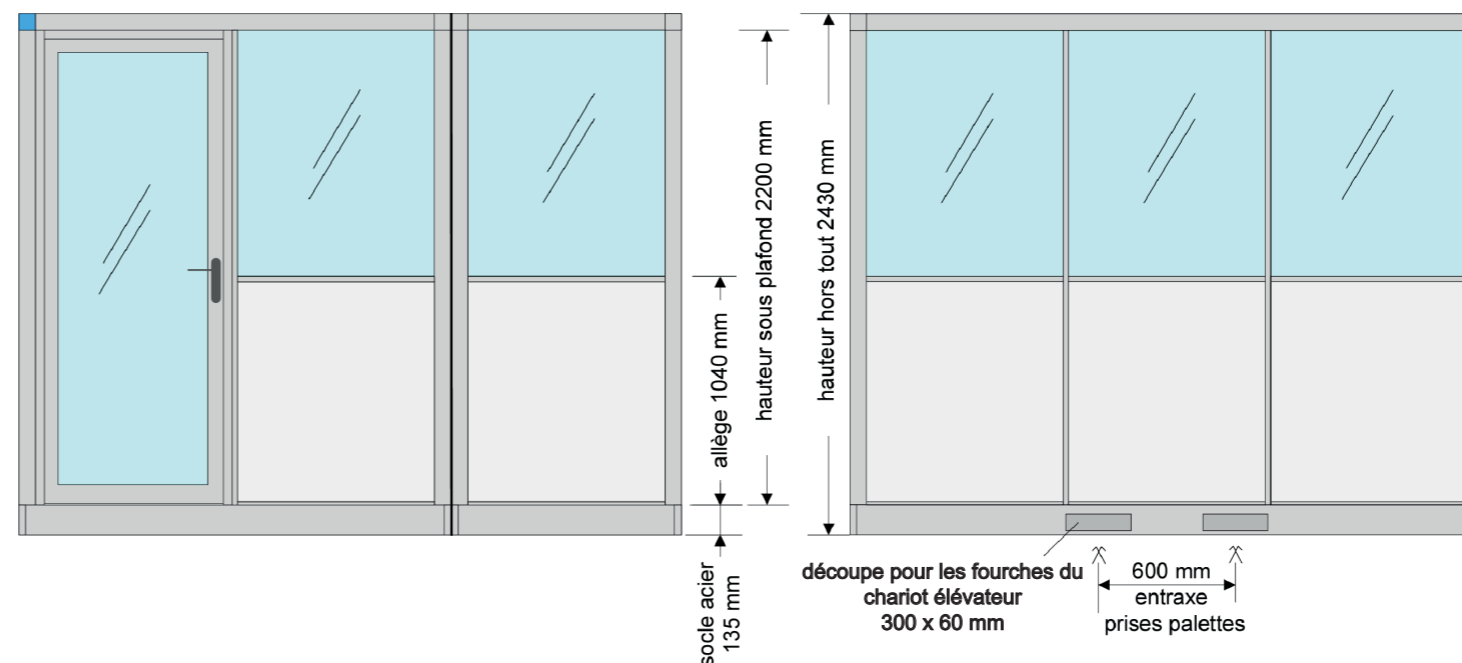 allège 1040 mm
hauteur sous plafond 2200 mm
hauteur hors tout 2430 mm
socle acier
135 mm
découpe pour les fourches du
chariot élévateur
300 x 60 mm
600 mm
entraxe
prises palettes